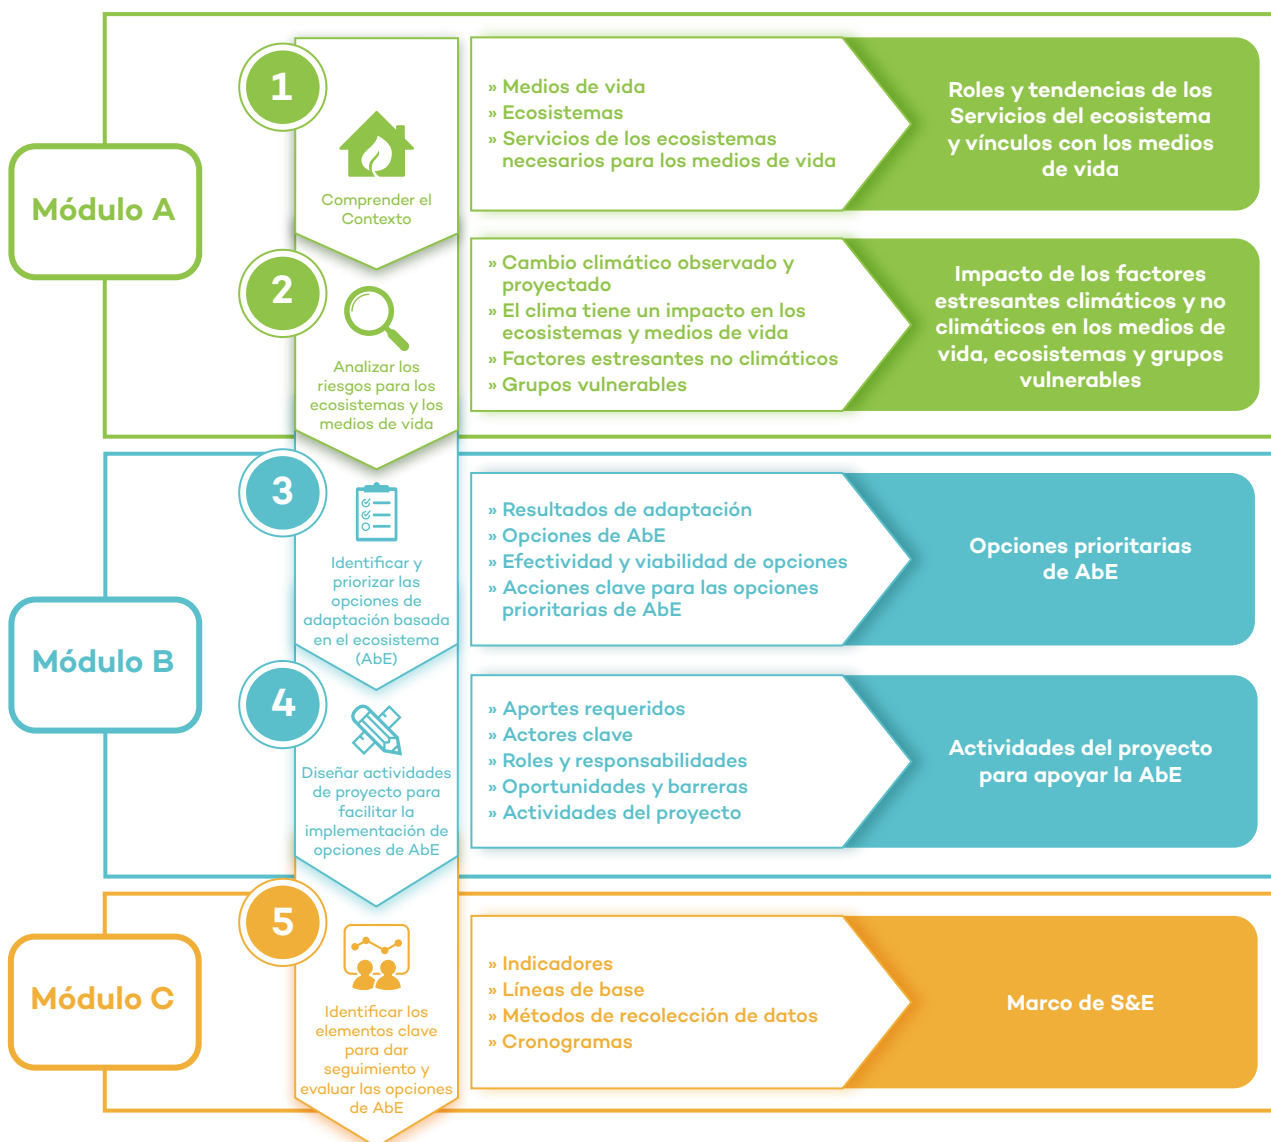 Módulo A
1
Comprender el
Contexto
» Medios de vida
» Ecosistemas
» Servicios de los ecosistemas
necesarios para los medios de vida
Roles y tendencias de los
Servicios del ecosistema
y vínculos con los medios
de vida
2
Analizar los
riesgos para los
ecosistemas y los
medios de vida
» Cambio climático observado y
proyectado
» El clima tiene un impacto en los
ecosistemas y medios de vida
» Factores estresantes no climáticos
» Grupos vulnerables
Impacto de los factores
estresantes climáticos y no
climáticos en los medios de
vida, ecosistemas y grupos
vulnerables
Módulo B
3
Identificar y
priorizar las
opciones de
adaptación basada
en el ecosistema
(AbE)
» Resultados de adaptación
» Opciones de AbE
» Efectividad y viabilidad de opciones
» Acciones clave para las opciones
prioritarias de AbE
Opciones prioritarias
de AbE
4
Diseñar actividades
de proyecto para
facilitar la
implementación de
opciones de AbE
» Aportes requeridos
» Actores clave
» Roles y responsabilidades
» Oportunidades y barreras
» Actividades del proyecto
Actividades del proyecto
para apoyar la AbE
Módulo C
5
Identificar los
elementos clave
para dar
seguimiento y
evaluar las opciones
de AbE
» Indicadores
» Líneas de base
» Métodos de recolección de datos
» Cronogramas
Marco de S&E